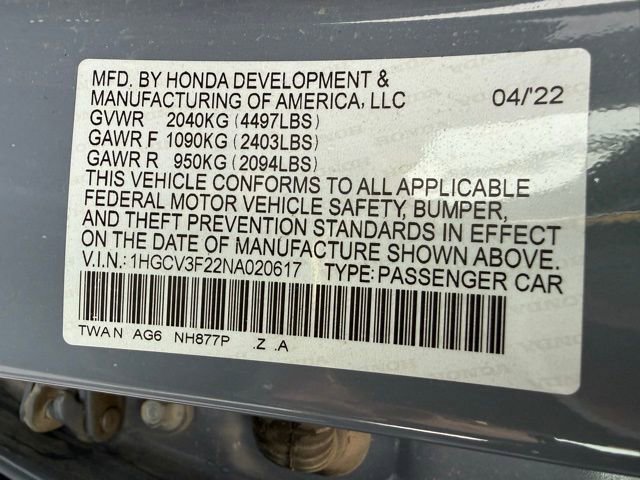 MFD. BY HONDA DEVELOPMENT &
MANUFACTURING OF AMERICA, LLC 04/'22
GVWR 2040KG (4497LBS)
GAWR F 1090KG (2403LBS)
GAWR R 950KG (2094LBS)
THIS VEHICLE CONFORMS TO ALL APPLICABLE
FEDERAL MOTOR VEHICLE SAFETY, BUMPER,
AND THEFT PREVENTION STANDARDS IN EFFECT
ON THE DATE OF MANUFACTURE SHOWN ABOVE.
V.I.N.: 1HGCV3F22NA020617 TYPE: PASSENGER CAR
TWA N AG6 NH877P .Z .A